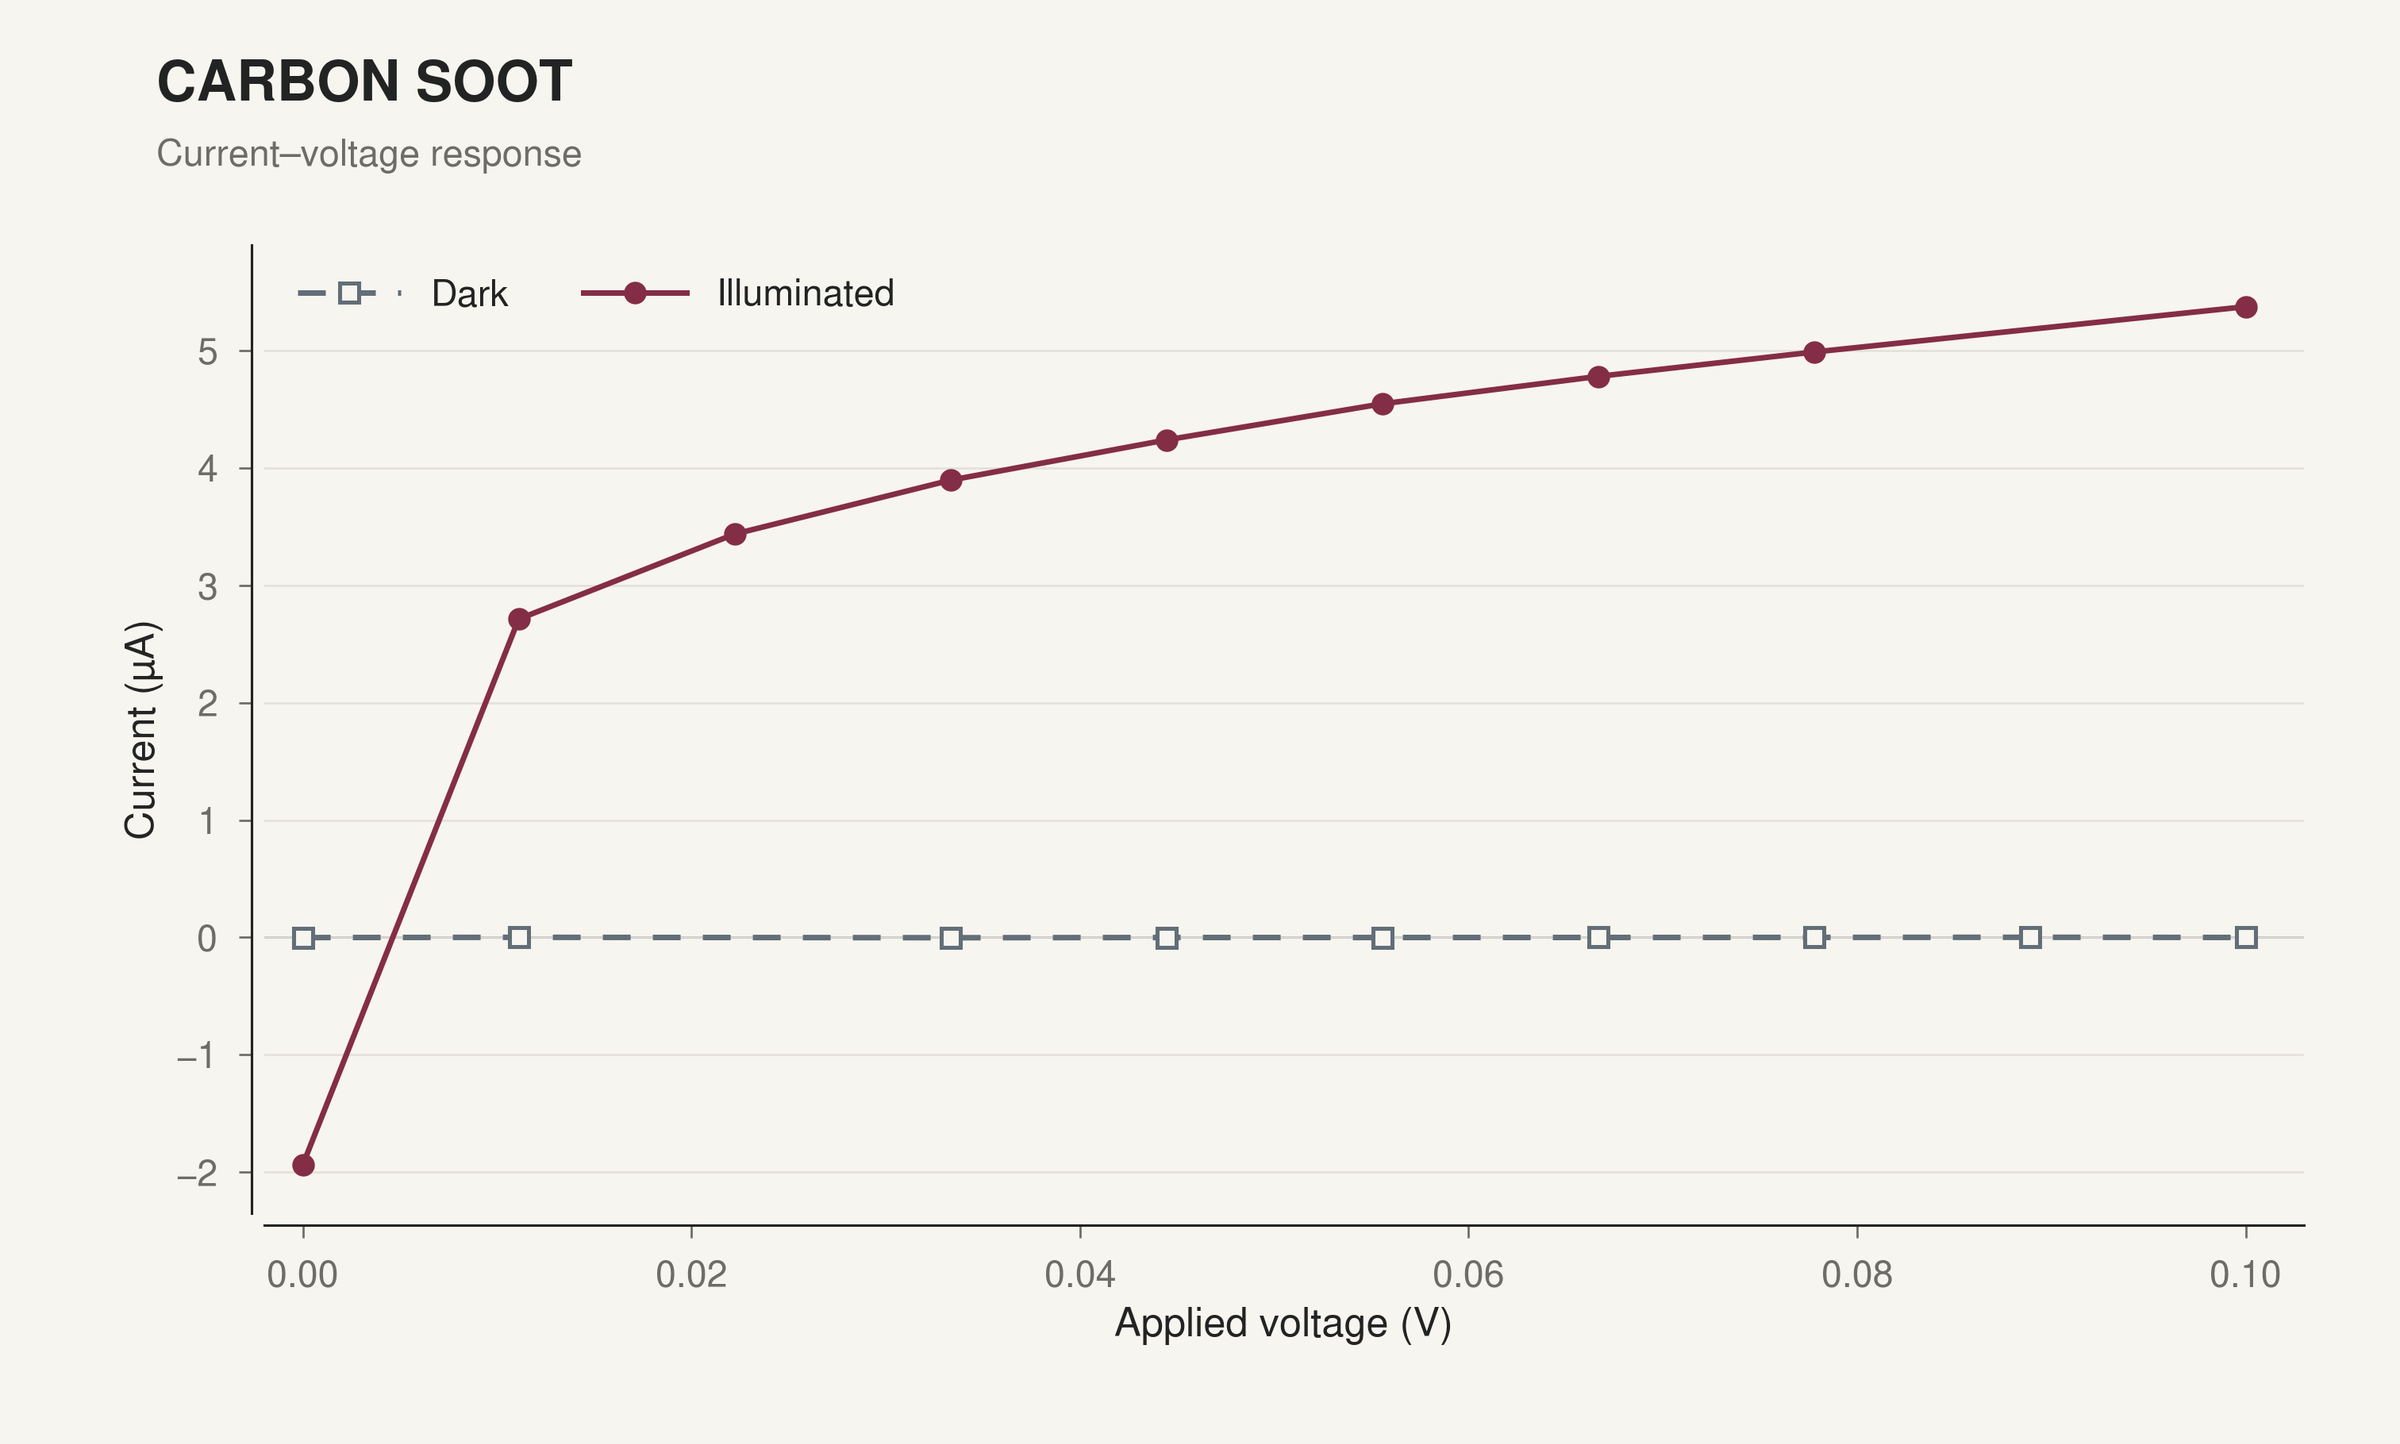 CARBON SOOT
Current–voltage response
Dark
Illuminated
5
4
3
2
1
0
−1
−2
Current (µA)
0.00
0.02
0.04
0.06
0.08
0.10
Applied voltage (V)